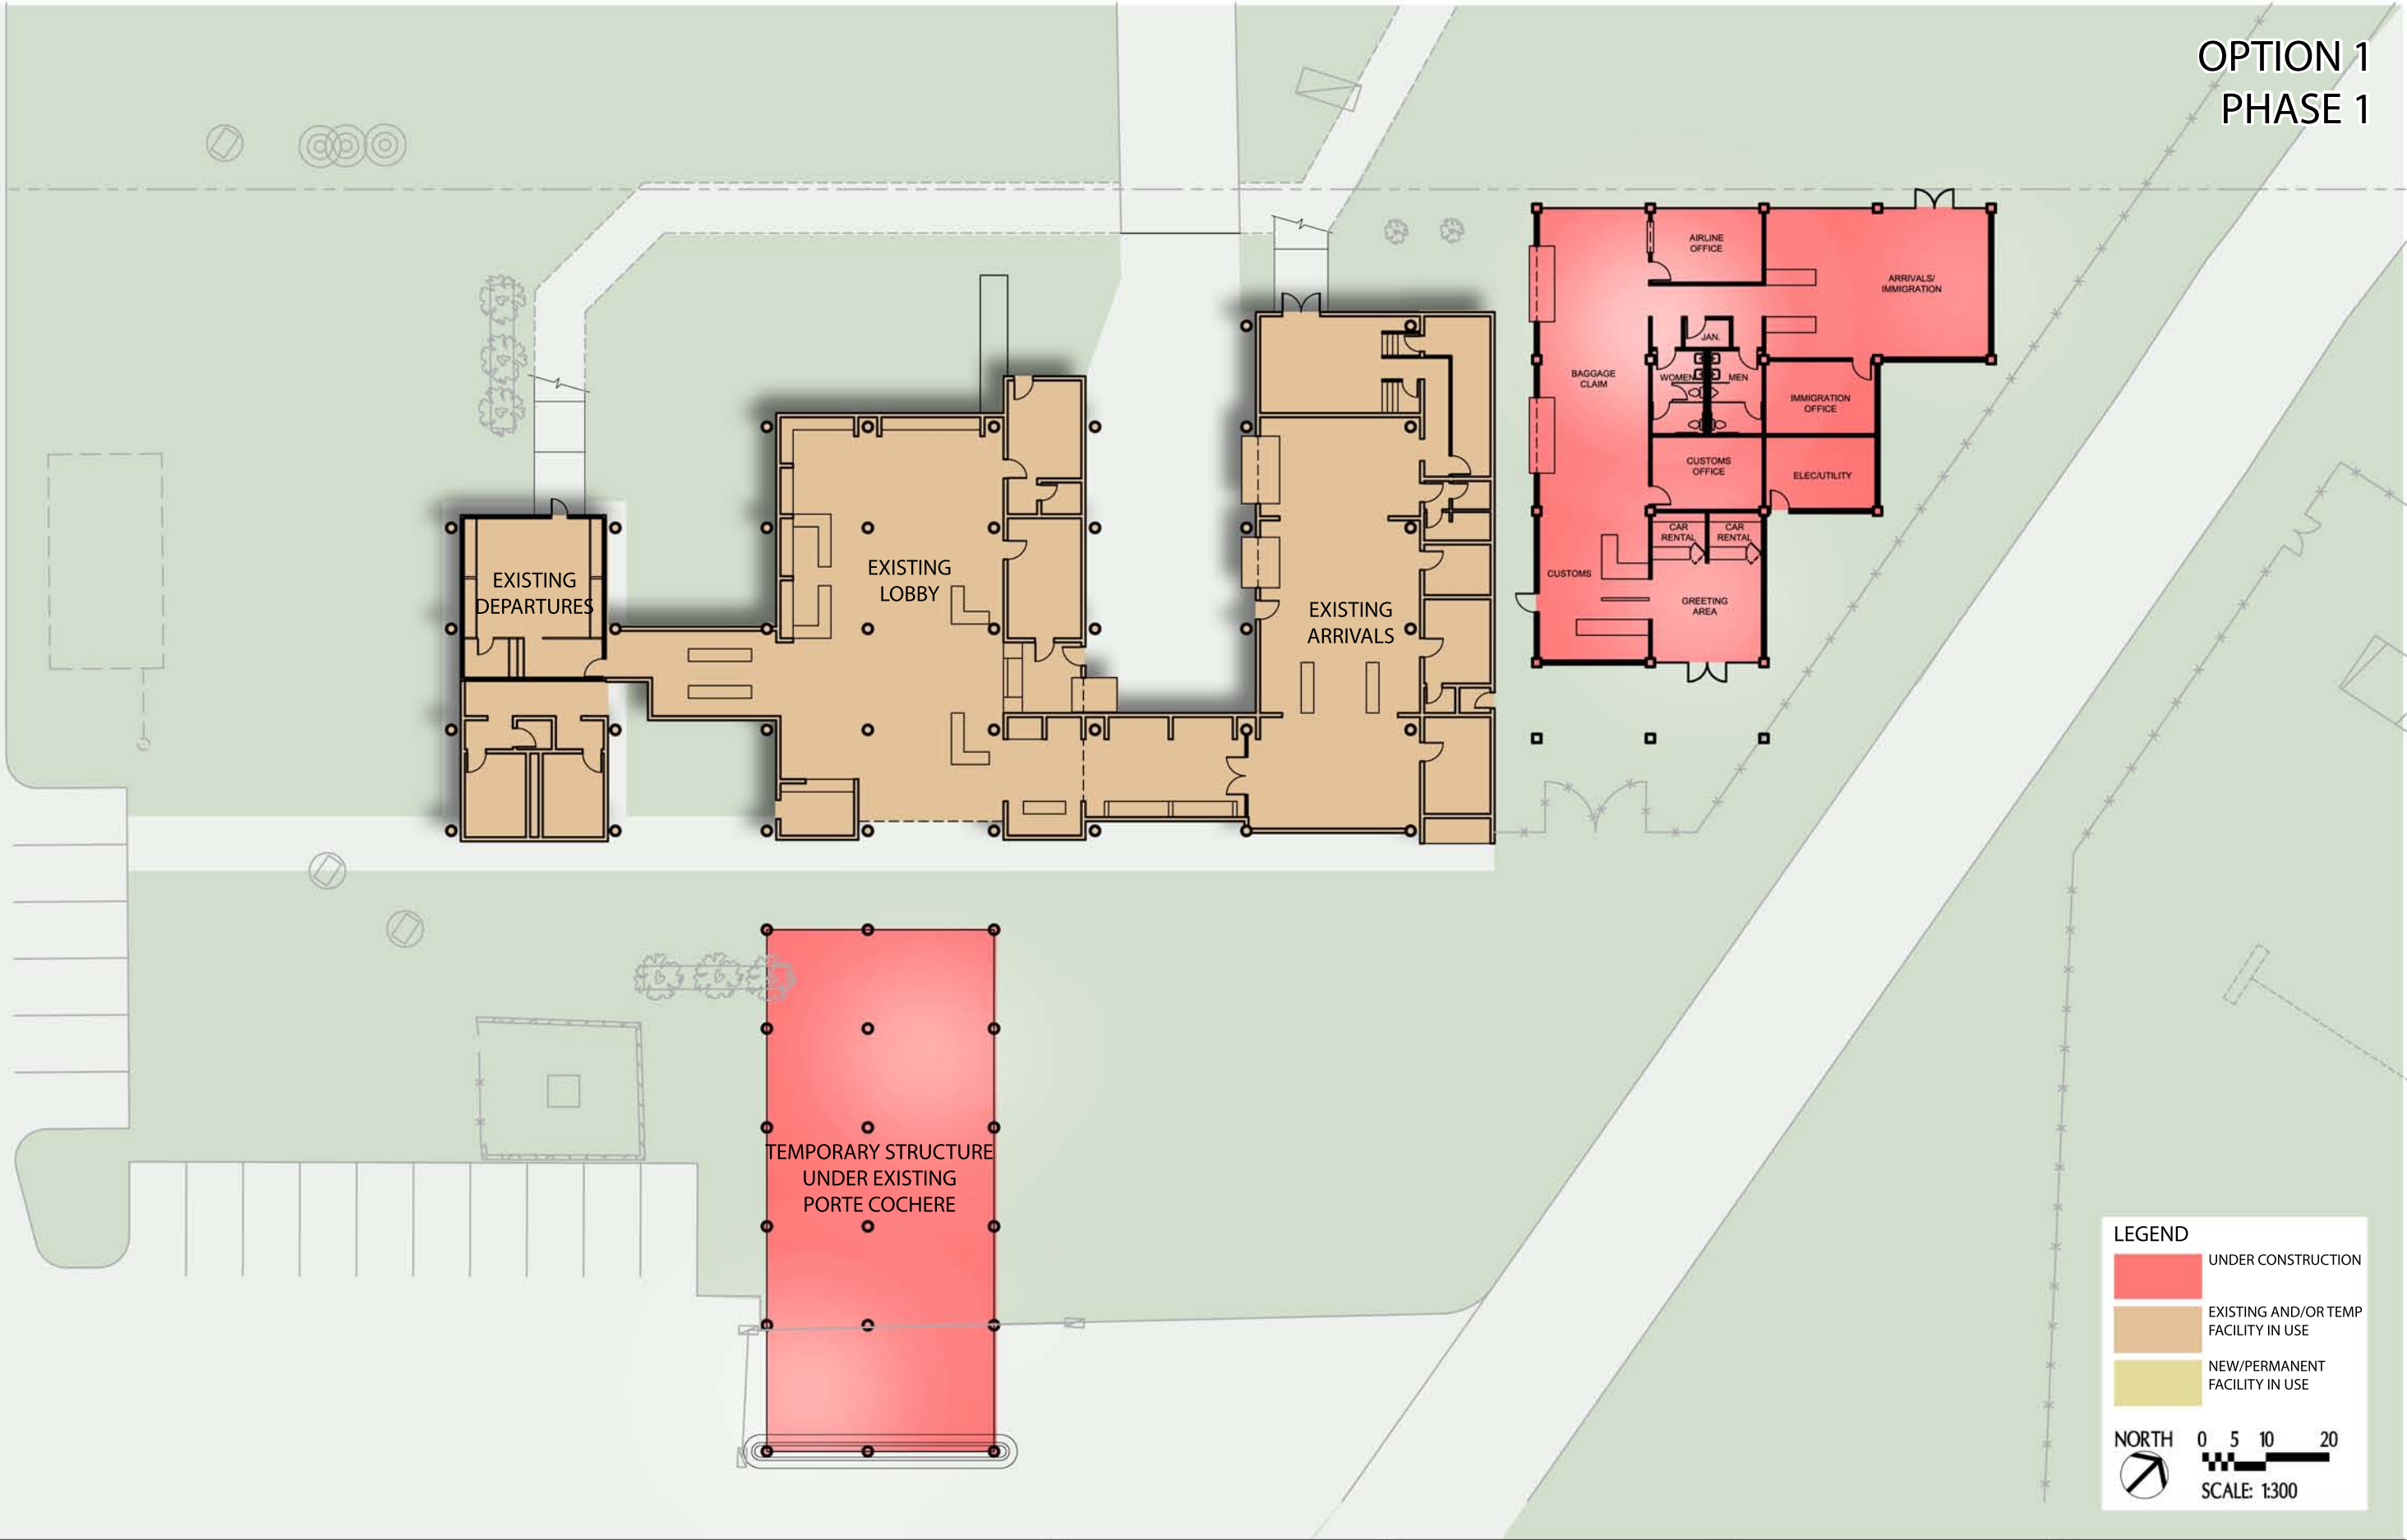 OPTION 1
PHASE 1
AIRLINE
OFFICE
ARRIVALS/
IMMIGRATION
JAN.
BAGGAGE
CLAIM
WOMEN
MEN
IMMIGRATION
OFFICE
CUSTOMS
OFFICE
ELEC/UTILITY
CAR
RENTAL
CAR
RENTAL
CUSTOMS
GREETING
AREA
EXISTING
DEPARTURES
EXISTING
LOBBY
EXISTING
ARRIVALS
TEMPORARY STRUCTURE
UNDER EXISTING
PORTE COCHERE
LEGEND
UNDER CONSTRUCTION
EXISTING AND/OR TEMP
FACILITY IN USE
NEW/PERMANENT
FACILITY IN USE
NORTH
0 5 10 20
SCALE: 1:300